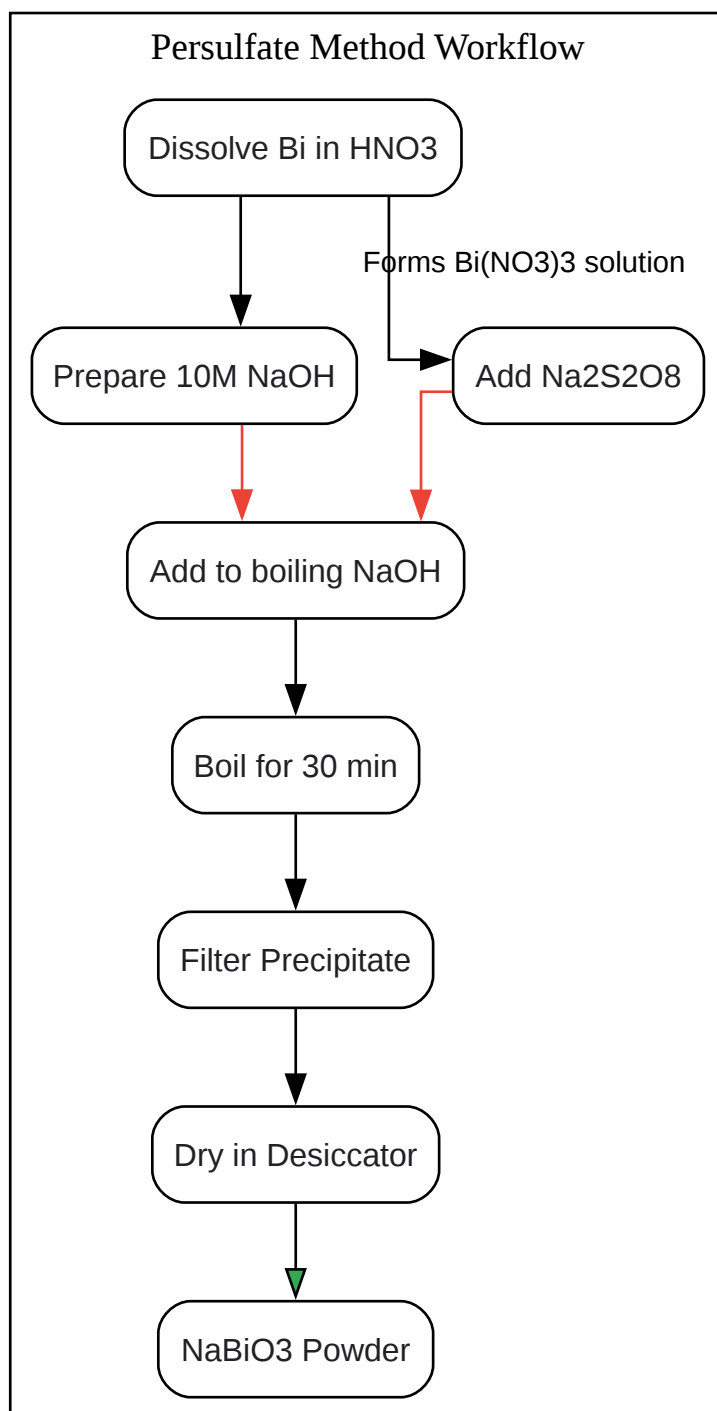 Persulfate Method Workflow
Dissolve Bi in HNO3
Forms Bi(NO3)3 solution
Prepare 10M NaOH
Add Na2S2O8
Add to boiling NaOH
Boil for 30 min
Filter Precipitate
Dry in Desiccator
NaBiO3 Powder